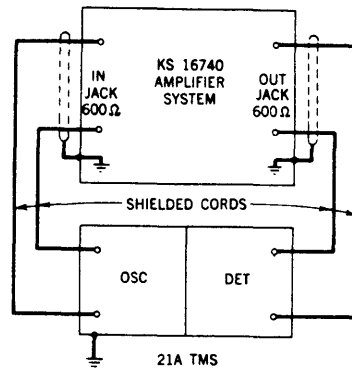 KS 16740
AMPLIFIER
SYSTEM
IN
JACK
600Ω
OUT
JACK
600Ω
SHIELDED CORDS
OSC
DET
21A TMS